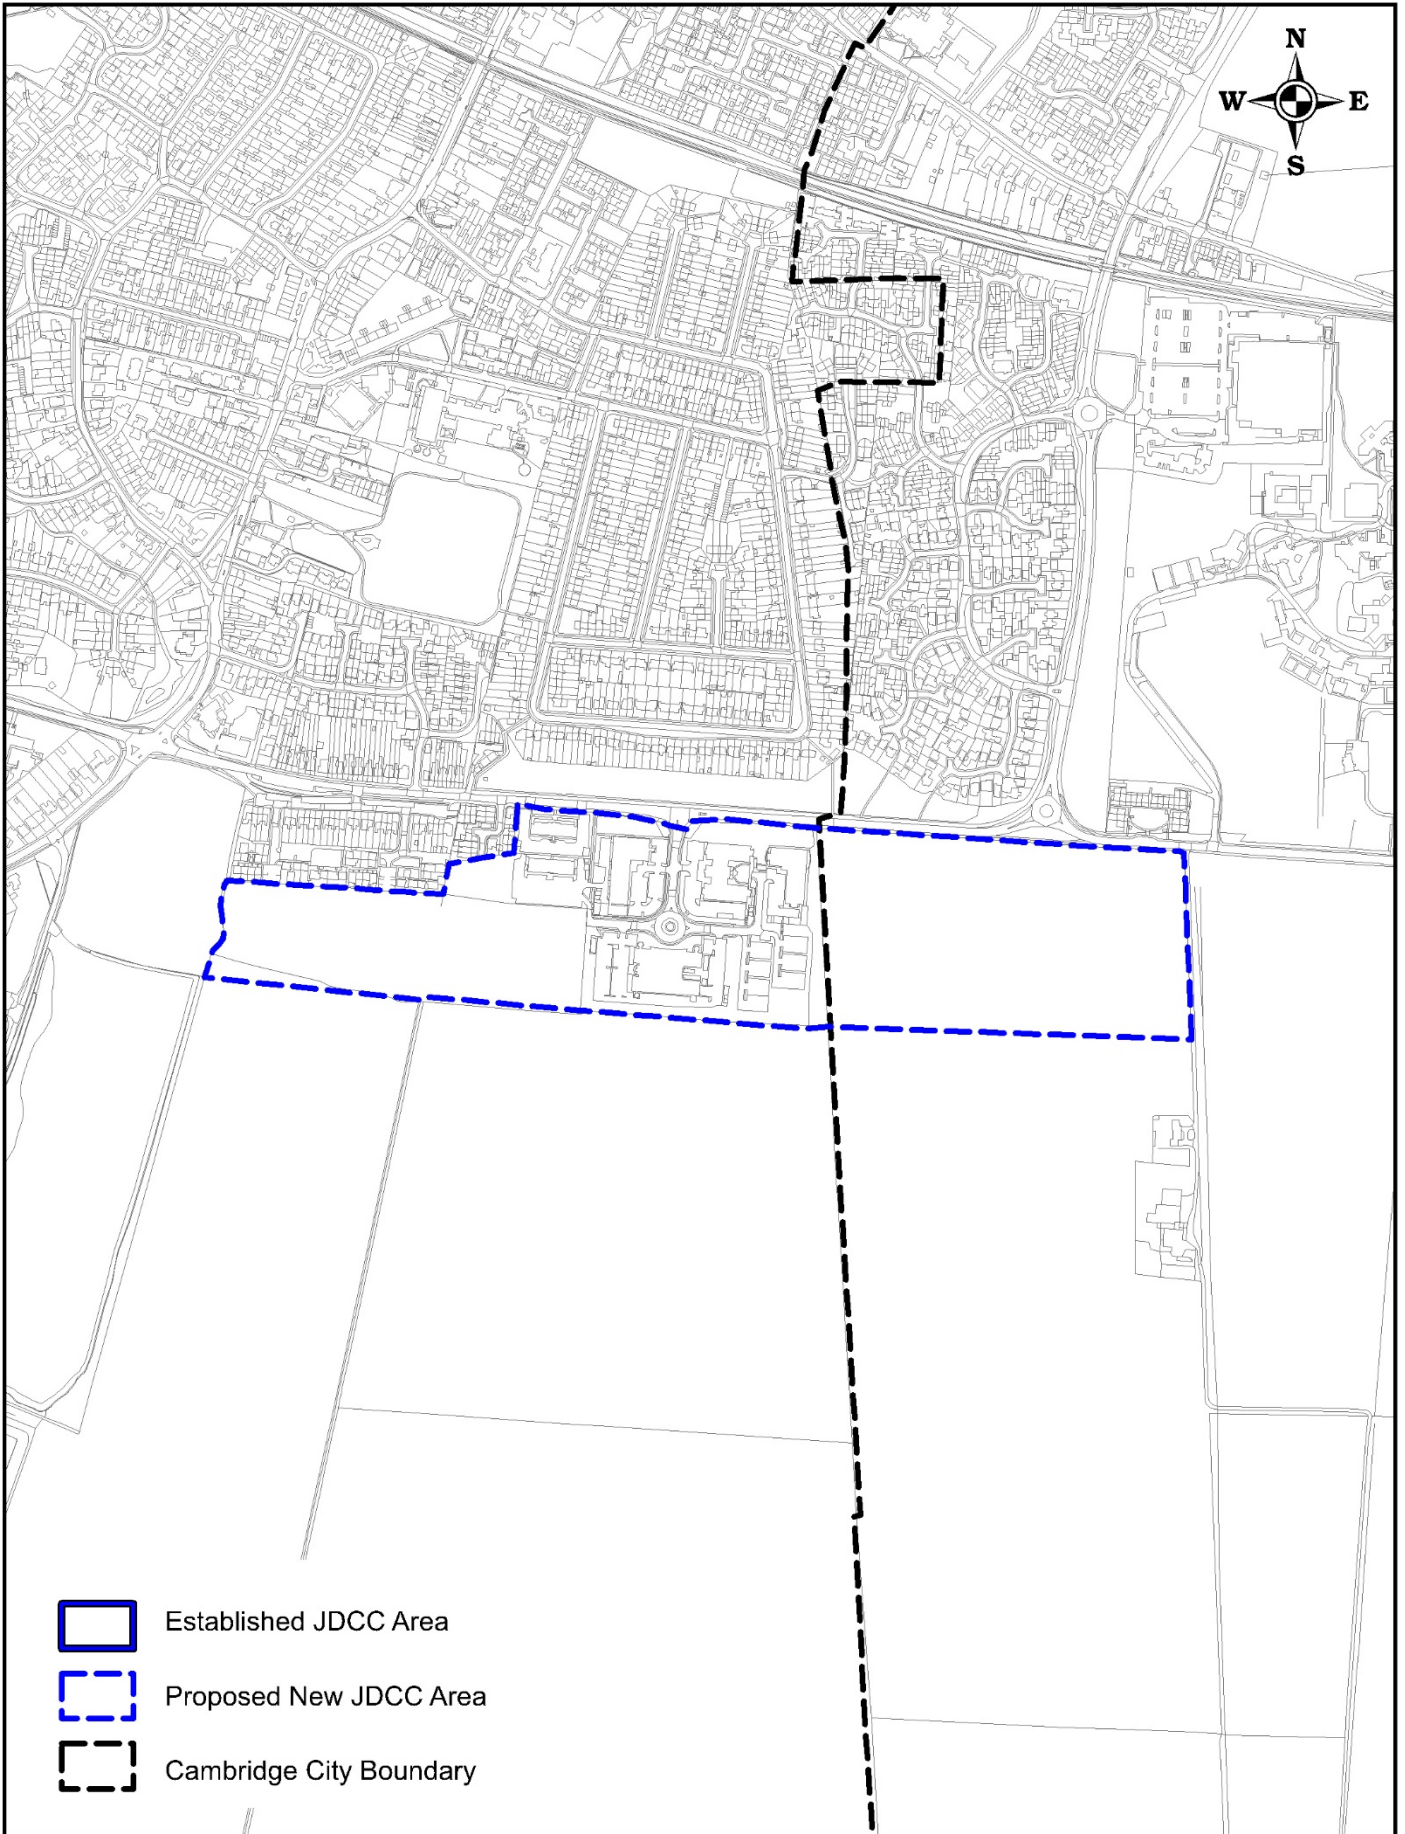 N
W E
S
Established JDCC Area
Proposed New JDCC Area
Cambridge City Boundary